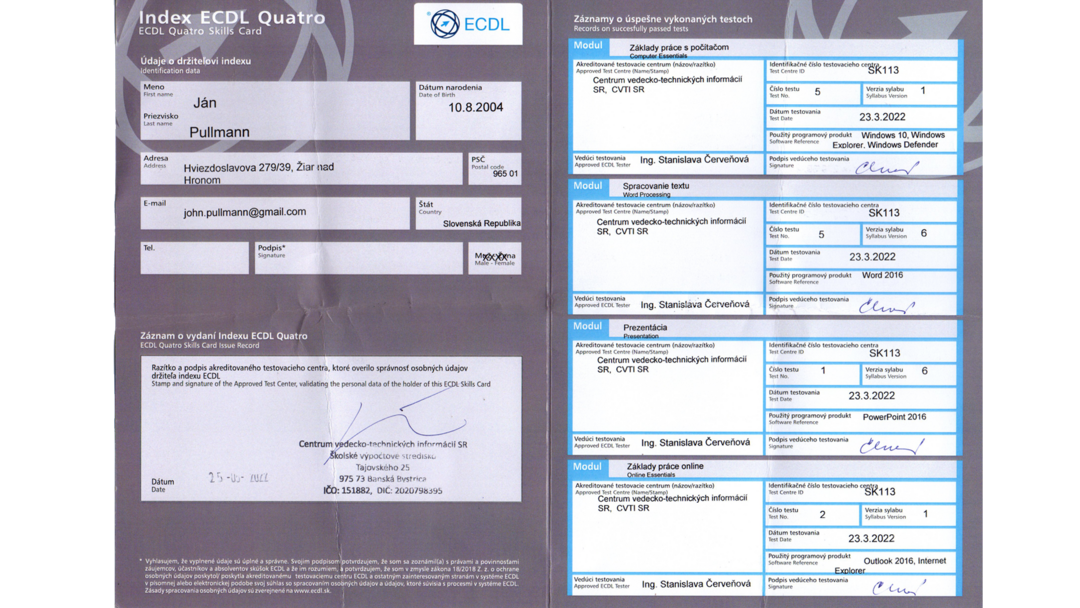 Index ECDL Quatro
ECDL Quatro Skills Card
ECDL
Údaje o držiteľovi indexu
Identification data
Meno
First name
Ján
Priezvisko
Last name
Pullmann
Dátum narodenia
Date of Birth
10.8.2004
Adresa
Address
Hviezdoslavova 279/39, Žiar nad
Hronom
PSČ
Postal code
965 01
E-mail
john.pullmann@gmail.com
Štát
Country
Slovenská Republika
Tel.
Podpis*
Signature
Male - Female
Záznam o vydaní Indexu ECDL Quatro
ECDL Quatro Skills Card Issue Record
Razítko a podpis akreditovaného testovacieho centra, ktoré overilo správnosť osobných údajov
držiteľa indexu ECDL
Stamp and signature of the Approved Test Center, validating the personal data of the holder of this ECDL Skills Card
Centrum vedecko-technických informácií SR
Školské výpočtové stredisko
Tajovského 25
975 73 Banská Bystrica
IČO: 151882, DIČ: 2020798395
Dátum
Date
* Vyhlasujem, že vyplnené údaje sú úplné a správne. Svojim podpisom potvrdzujem, že som sa zoznámil(a) s právami a povinnosťami
záujemcov, účastníkov a absolventov skúšok ECDL a že im rozumiem, a potvrdzujem, že som v zmysle zákona 18/2018 Z. z. o ochrane
osobných údajov poskytol/ poskytla akreditovanému testovaciemu centru ECDL a ostatným zainteresovaným stranám v systéme ECDL
v písomnej alebo elektronickej podobe svoj súhlas so spracovaním osobných údajov a údajov, ktoré súvisia s procesmi v systéme ECDL.
Zásady spracovania osobných údajov sú zverejnené na www.ecdl.sk.
Záznamy o úspešne vykonaných testoch
Records on succesfully passed tests
Modul
Základy práce s počítačom
Computer Essentials
Akreditované testovacie centrum (názov/razítko)
Approved Test Centre (Name/Stamp)
Centrum vedecko-technických informácií
SR, CVTI SR
Identifikačné číslo testovacieho centra
Test Centre ID
SK113
Číslo testu
Test No.
5
Verzia sylabu
Syllabus Version
1
Dátum testovania
Test Date
23.3.2022
Použitý programový produkt
Software Reference
Windows 10, Windows
Explorer, Windows Defender
Vedúci testovania
Approved ECDL Tester
Ing. Stanislava Červeňová
Podpis vedúceho testovania
Signature
Modul
Spracovanie textu
Word Processing
Akreditované testovacie centrum (názov/razítko)
Approved Test Centre (Name/Stamp)
Centrum vedecko-technických informácií
SR, CVTI SR
Identifikačné číslo testovacieho centra
Test Centre ID
SK113
Číslo testu
Test No.
5
Verzia sylabu
Syllabus Version
6
Dátum testovania
Test Date
23.3.2022
Použitý programový produkt
Software Reference
Word 2016
Vedúci testovania
Approved ECDL Tester
Ing. Stanislava Červeňová
Podpis vedúceho testovania
Signature
Modul
Prezentácia
Presentation
Akreditované testovacie centrum (názov/razítko)
Approved Test Centre (Name/Stamp)
Centrum vedecko-technických informácií
SR, CVTI SR
Identifikačné číslo testovacieho centra
Test Centre ID
SK113
Číslo testu
Test No.
1
Verzia sylabu
Syllabus Version
6
Dátum testovania
Test Date
23.3.2022
Použitý programový produkt
Software Reference
PowerPoint 2016
Vedúci testovania
Approved ECDL Tester
Ing. Stanislava Červeňová
Podpis vedúceho testovania
Signature
Modul
Základy práce online
Online Essentials
Akreditované testovacie centrum (názov/razítko)
Approved Test Centre (Name/Stamp)
Centrum vedecko-technických informácií
SR, CVTI SR
Identifikačné číslo testovacieho centra
Test Centre ID
SK113
Číslo testu
Test No.
2
Verzia sylabu
Syllabus Version
1
Dátum testovania
Test Date
23.3.2022
Použitý programový produkt
Software Reference
Outlook 2016, Internet
Explorer
Vedúci testovania
Approved ECDL Tester
Ing. Stanislava Červeňová
Podpis vedúceho testovania
Signature